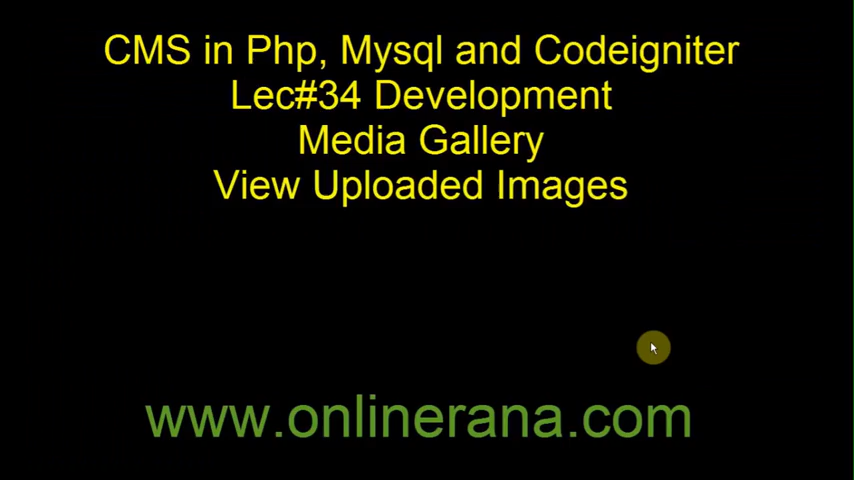 CMS in Php, Mysql and Codeigniter
Lec#34 Development
Media Gallery
View Uploaded Images
www.onlinerana.com